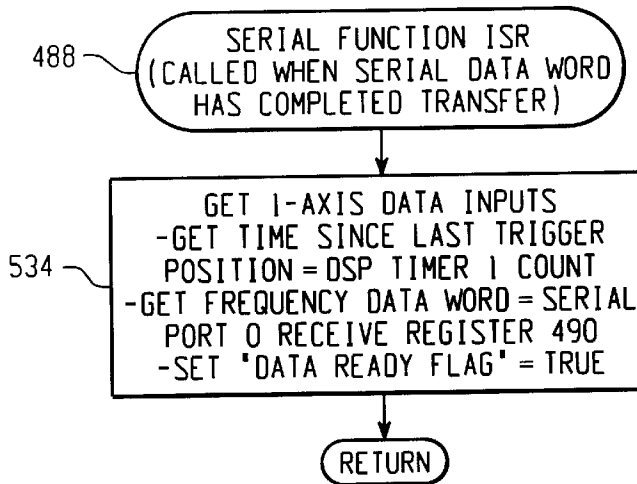 488
SERIAL FUNCTION ISR
(CALLED WHEN SERIAL DATA WORD
HAS COMPLETED TRANSFER)
534
GET 1-AXIS DATA INPUTS
-GET TIME SINCE LAST TRIGGER
POSITION = DSP TIMER 1 COUNT
-GET FREQUENCY DATA WORD = SERIAL
PORT 0 RECEIVE REGISTER 490
-SET "DATA READY FLAG" = TRUE
RETURN